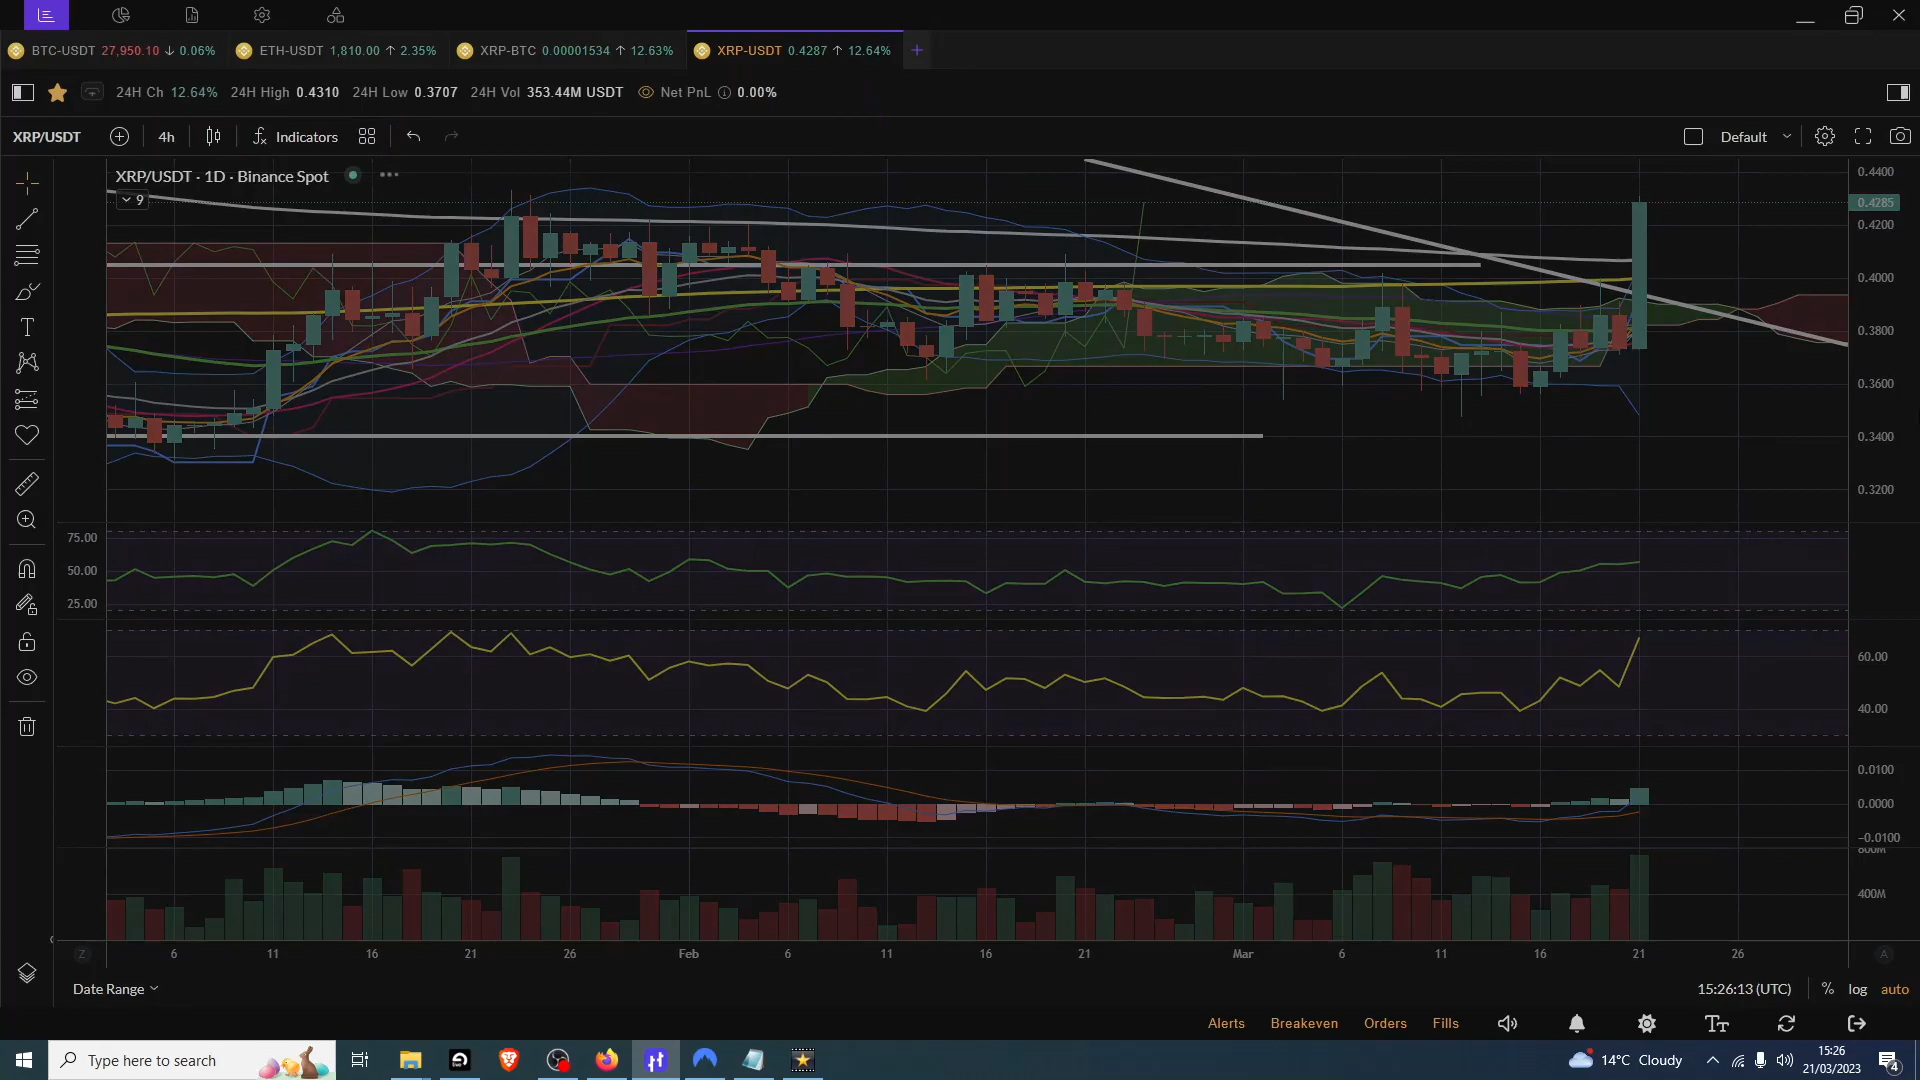 BTC-USDT 27,950.10 ↓ 0.06% ETH-USDT 1,810.00 ↑ 2.35% XRP-BTC 0.00001534 ↑ 12.63% XRP-USDT 0.4287 ↑ 12.64% +
24H Ch 12.64% 24H High 0.4310 24H Low 0.3707 24H Vol 353.44M USDT Net PnL 0.00%
XRP/USDT 4h Indicators Default
XRP/USDT · 1D · Binance Spot
9
0.4400
0.4285
0.4200
0.4000
0.3800
0.3600
0.3400
0.3200
75.00
50.00
25.00
60.00
40.00
0.0100
0.0000
−0.0100
800M
400M
Z 6 11 16 21 26 Feb 6 11 16 21 Mar 6 11 16 21 26 A
Date Range 15:26:13 (UTC) % log auto
Alerts Breakeven Orders Fills
Type here to search 14°C Cloudy 15:26
21/03/2023
4